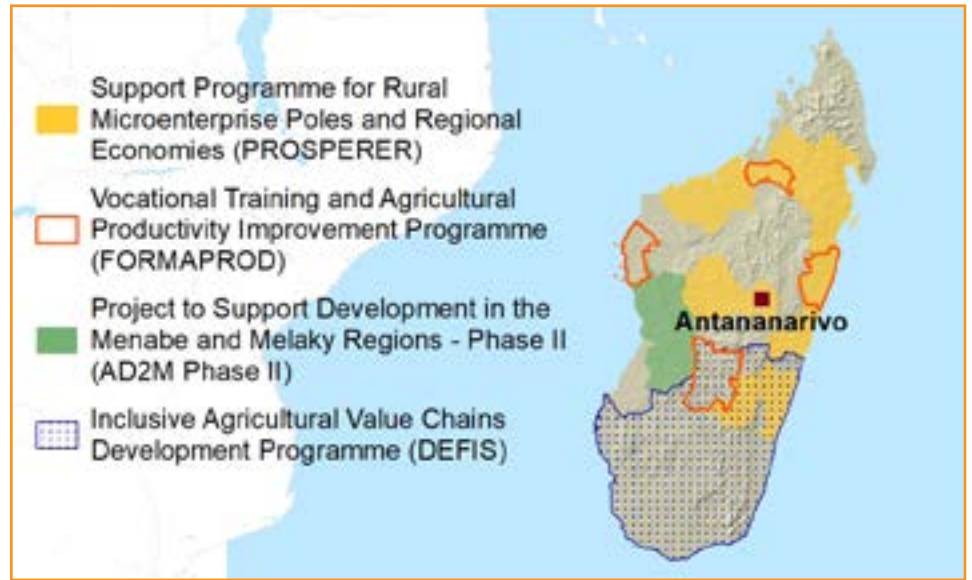 Support Programme for Rural
Microenterprise Poles and Regional
Economies (PROSPERER)
Vocational Training and Agricultural
Productivity Improvement Programme
(FORMAPROD)
Project to Support Development in the
Menabe and Melaky Regions - Phase II
(AD2M Phase II)
Inclusive Agricultural Value Chains
Development Programme (DEFIS)
Antananarivo